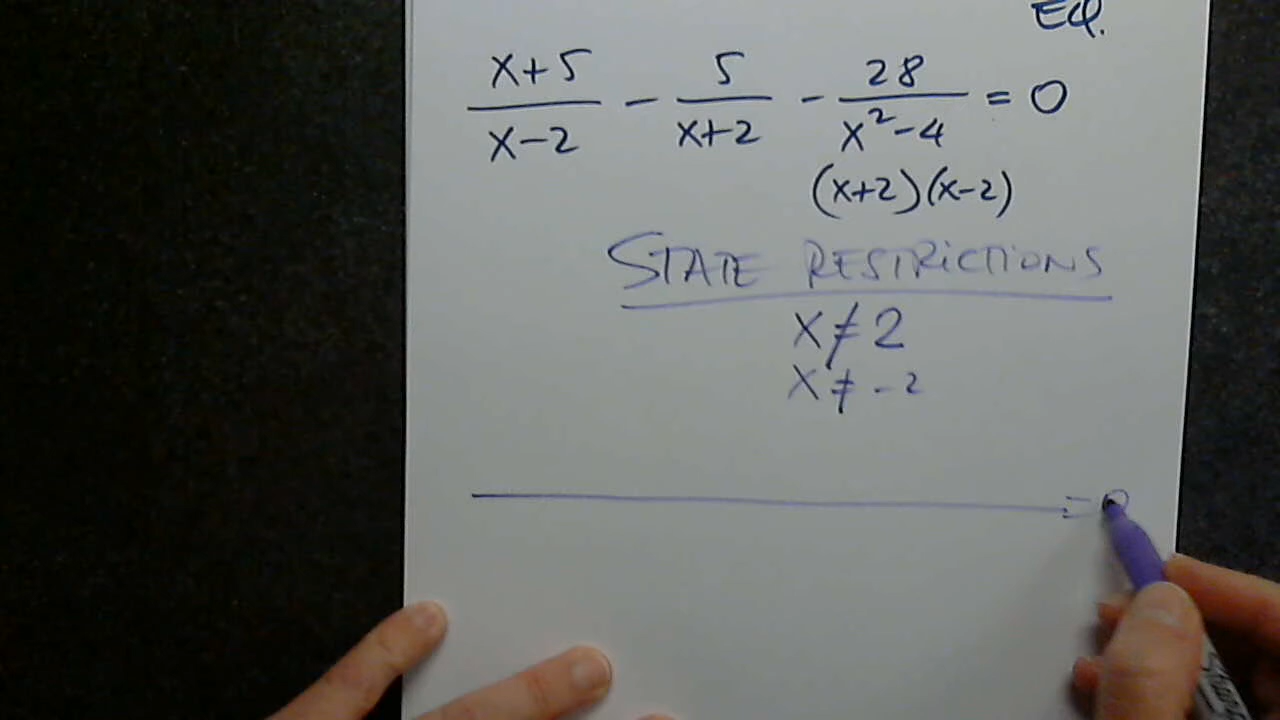 EQ.
x+5/x-2 - 5/x+2 - 28/x²-4 = 0
(x+2)(x-2)
STATE RESTRICTIONS
x ≠ 2
x ≠ -2
= 0